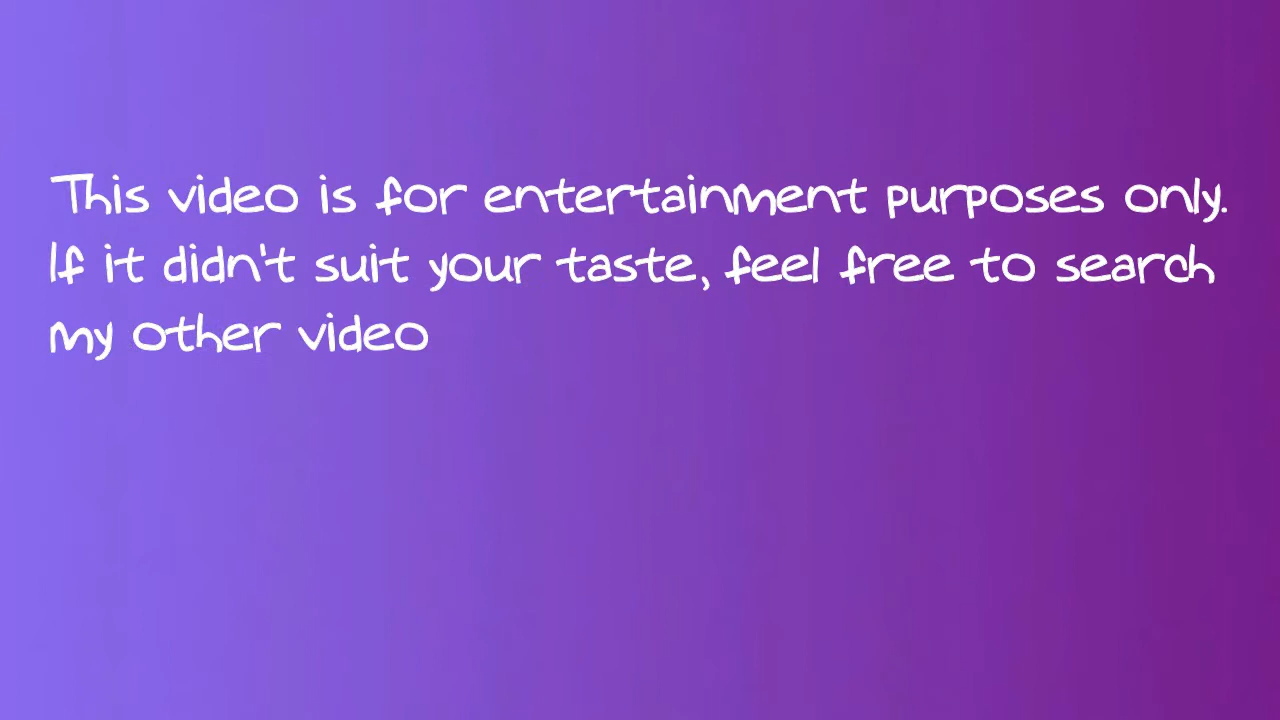 This video is for entertainment purposes only.
If it didn't suit your taste, feel free to search
my other video